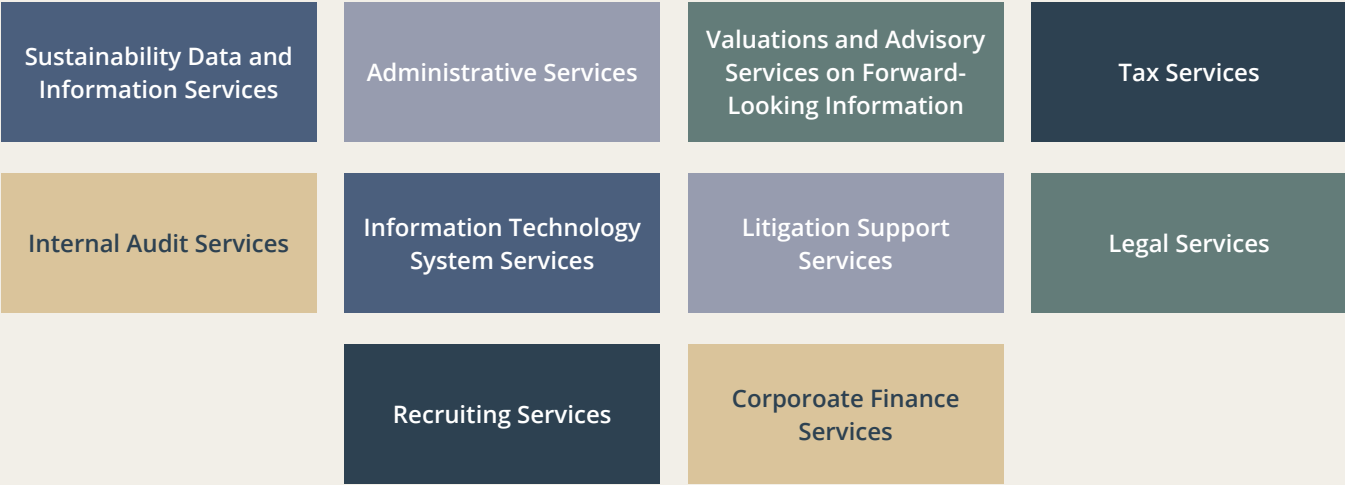 Sustainability Data and
Information Services
Administrative Services
Valuations and Advisory
Services on Forward-
Looking Information
Tax Services
Internal Audit Services
Information Technology
System Services
Litigation Support
Services
Legal Services
Recruiting Services
Corporoate Finance
Services